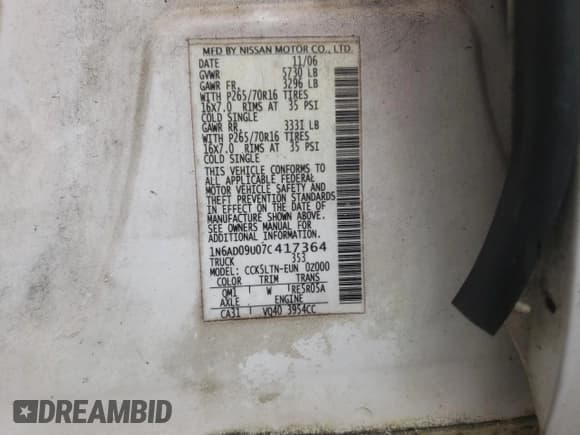 MFD BY NISSAN MOTOR CO., LTD.
DATE 11/06
GVWR 5730 LB
GAWR FR. 3296 LB
WITH P265/70R16 TIRES
16X7.0 RIMS AT 35 PSI
COLD SINGLE
GAWR RR. 3331 LB
WITH P265/70R16 TIRES
16X7.0 RIMS AT 35 PSI
COLD SINGLE
THIS VEHICLE CONFORMS TO
ALL APPLICABLE FEDERAL
MOTOR VEHICLE SAFETY AND
THEFT PREVENTION STANDARDS
IN EFFECT ON THE DATE OF
MANUFACTURE SHOWN ABOVE.
SEE OWNERS MANUAL FOR
ADDITIONAL INFORMATION.
1N6AD09U07C417364
TRUCK 353
MODEL: CCK5LTN-EUN 02000
COLOR TRIM TRANS
QM1 W RE5R05A
AXLE ENGINE
CA31 VQ40 3954CC
DREAMBID